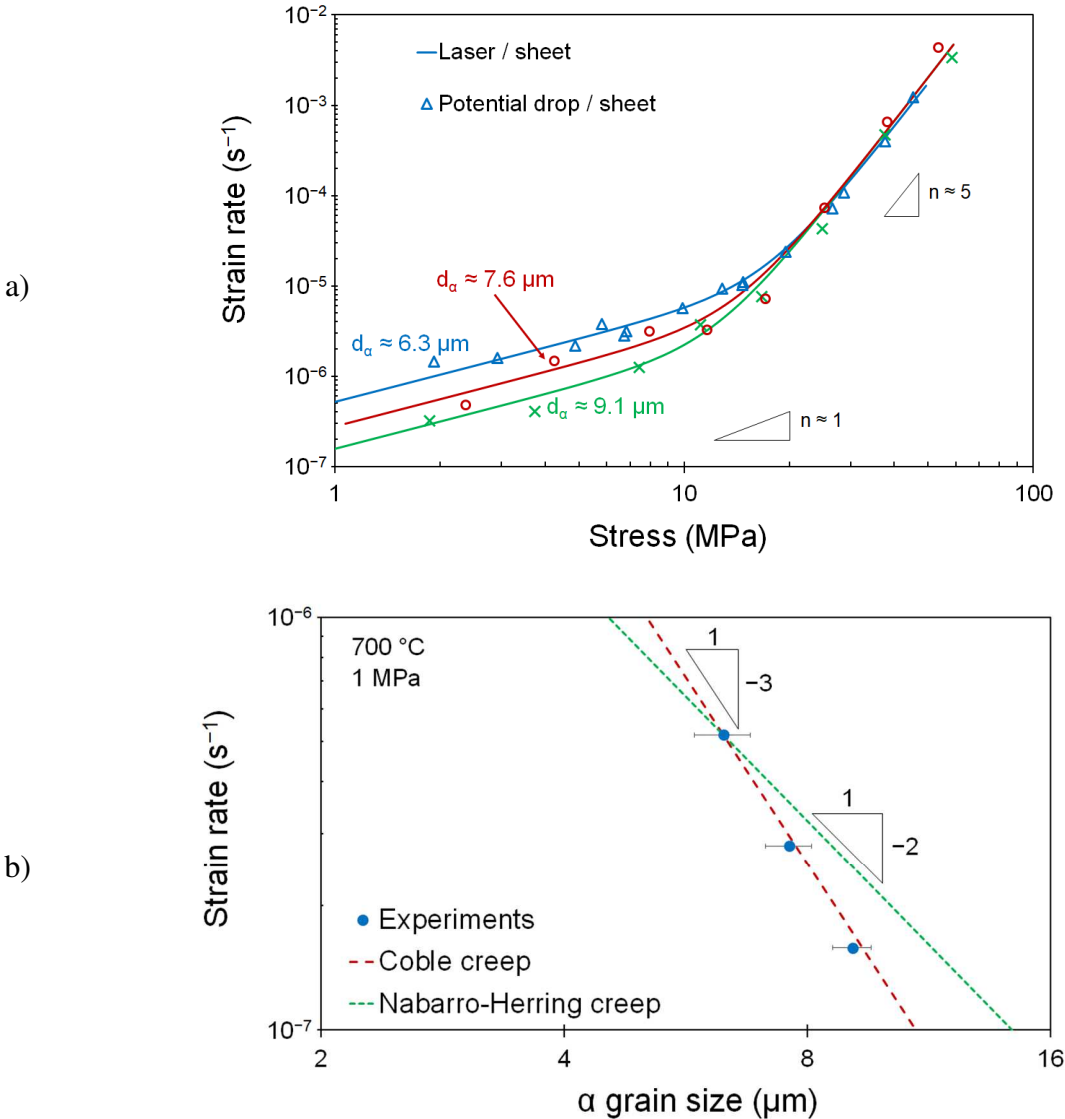 a)
10⁻²
10⁻³
10⁻⁴
10⁻⁵
10⁻⁶
10⁻⁷
Strain rate (s⁻¹)
Laser / sheet
Potential drop / sheet
n ≈ 5
dα ≈ 7.6 µm
dα ≈ 6.3 µm
dα ≈ 9.1 µm
n ≈ 1
1
10
100
Stress (MPa)
b)
10⁻⁶
10⁻⁷
Strain rate (s⁻¹)
700 °C
1 MPa
1
−3
1
−2
Experiments
Coble creep
Nabarro-Herring creep
2
4
8
16
α grain size (µm)